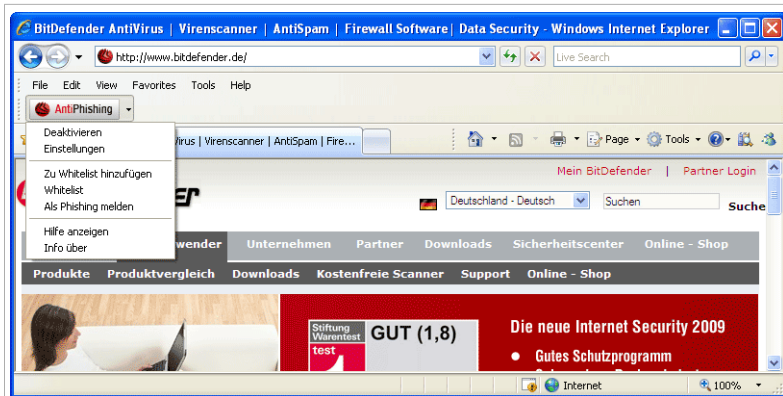 BitDefender AntiVirus | Virenscanner | AntiSpam | Firewall Software| Data Security - Windows Internet Explorer
http://www.bitdefender.de/
Live Search
File Edit View Favorites Tools Help
AntiPhishing
Deaktivieren
Einstellungen
Zu Whitelist hinzufügen
Whitelist
Als Phishing melden
Hilfe anzeigen
Info über
Virus | Virenscanner | AntiSpam | Fire...
Page Tools
Mein BitDefender | Partner Login
Deutschland - Deutsch Suchen Suche
wender Unternehmen Partner Downloads Sicherheitscenter Online - Shop
Produkte Produktvergleich Downloads Kostenfreie Scanner Support Online - Shop
Stiftung
Warentest
test
GUT (1,8)
Die neue Internet Security 2009
Gutes Schutzprogramm
Internet 100%